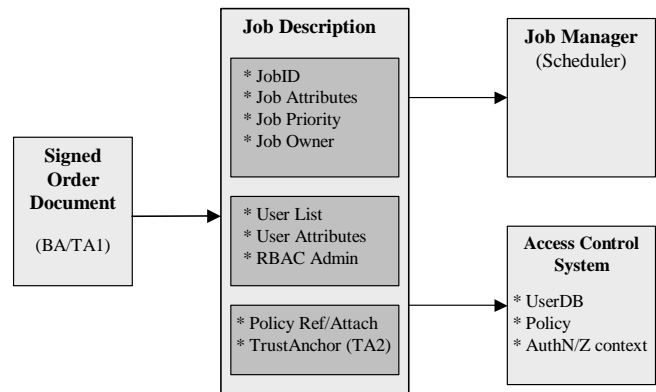 Signed
Order
Document
(BA/TA1)
Job Description
* JobID
* Job Attributes
* Job Priority
* Job Owner
* User List
* User Attributes
* RBAC Admin
* Policy Ref/Attach
* TrustAnchor (TA2)
Job Manager
(Scheduler)
Access Control
System
* UserDB
* Policy
* AuthN/Z context